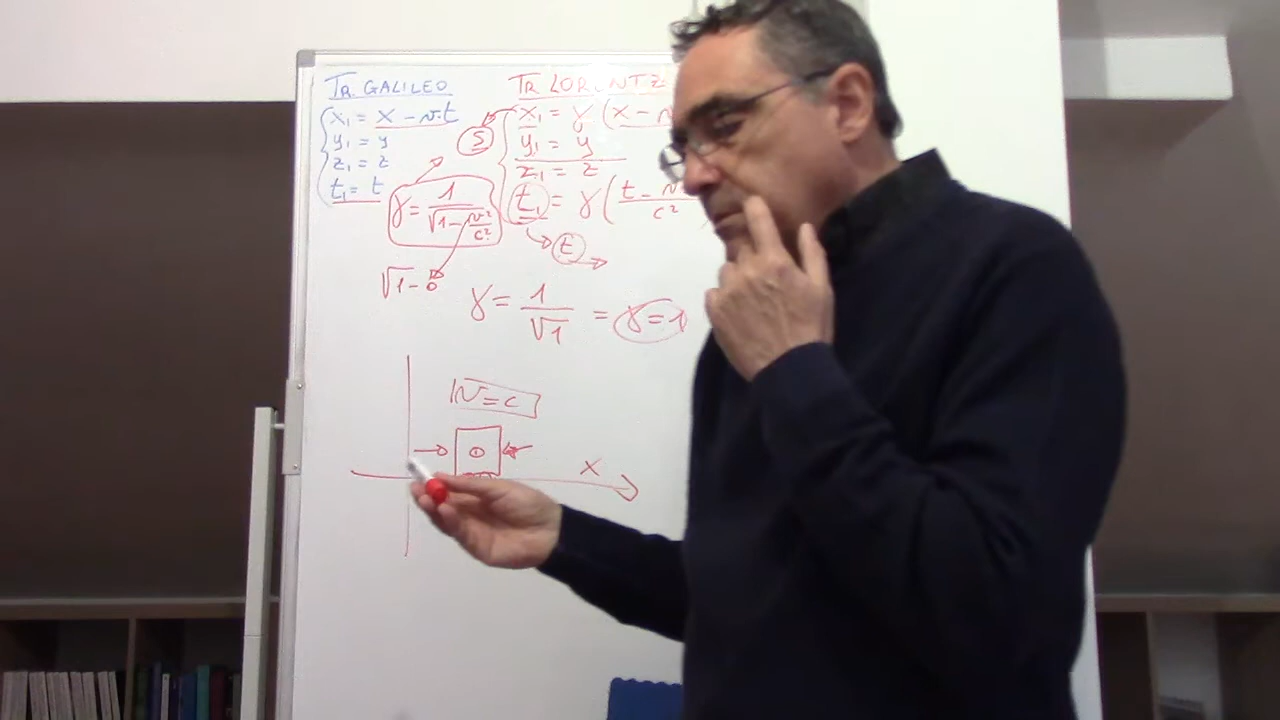 TR. GALILEO
x₁ = x − v·t
y₁ = y
z₁ = z
t₁ = t
TR LORENTZ
x₁ = γ (x − v
y₁ = y
z₁ = z
t₁ = γ ( t − v
c²
S
γ = 1 / √1 − v²/c²
t
√1 − 0
γ = 1 / √1 = γ = 1
v = c
x